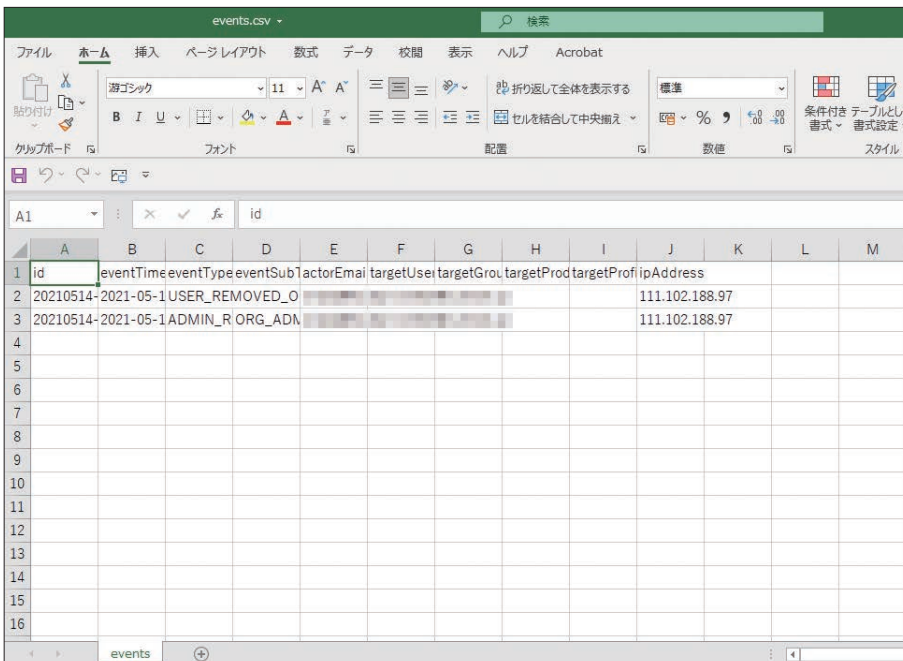 events.csv
検索
ファイル ホーム 挿入 ページ レイアウト 数式 データ 校閲 表示 ヘルプ Acrobat
貼り付け 游ゴシック 11 A A 折り返して全体を表示する 標準 条件付き テーブルとし
B I U A セルを結合して中央揃え % 書式 書式設定
クリップボード フォント 配置 数値 スタイル
A1 fx id
A B C D E F G H I J K L M
1 id eventTime eventType eventSubT actorEmai targetUser targetGrou targetProd targetProfi ipAddress
2 20210514- 2021-05-1 USER_REMOVED_O 111.102.188.97
3 20210514- 2021-05-1 ADMIN_R ORG_ADM 111.102.188.97
4
5
6
7
8
9
10
11
12
13
14
15
16
events